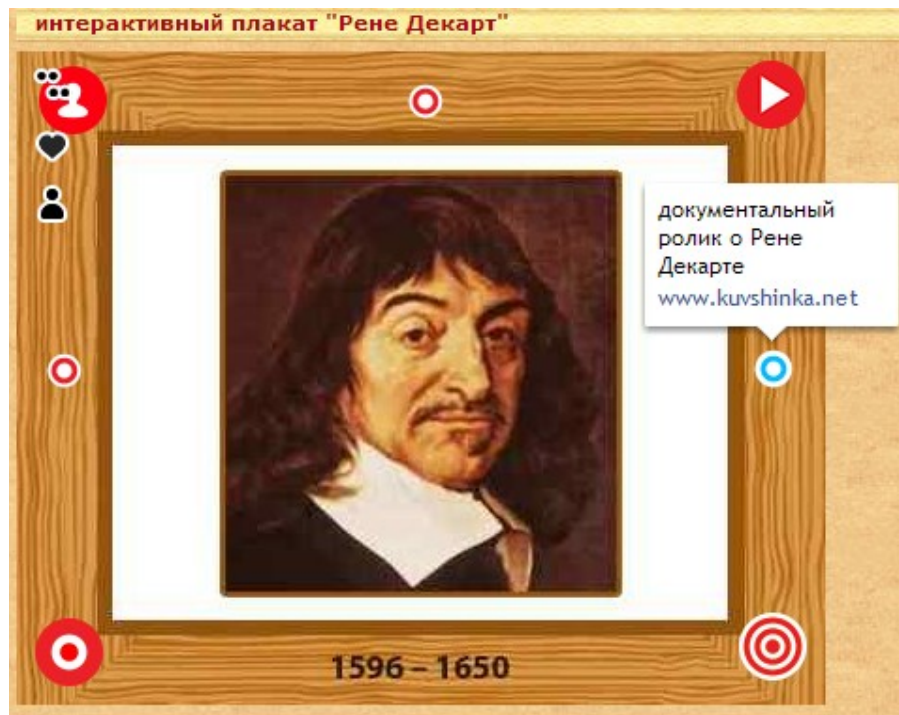 интерактивный плакат "Рене Декарт"
документальный
ролик о Рене
Декарте
www.kuvshinka.net
1596 – 1650